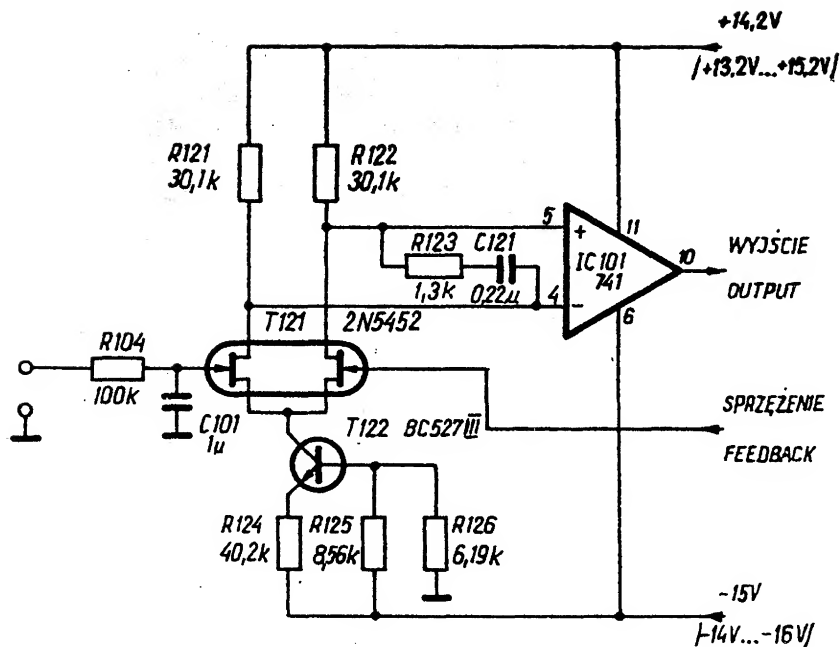 +14,2V
/+13,2V...+15,2V/
R121
30,1k
R122
30,1k
5
+
11
R123
C121
IC101
741
10
WYJŚCIE
1,3k
0,22µ
4
-
OUTPUT
6
T121
2N5452
R104
100k
C101
1µ
SPRZĘŻENIE
FEEDBACK
T122 BC527III
R124
40,2k
R125
8,56k
R126
6,19k
-15V
/-14V...-16V/